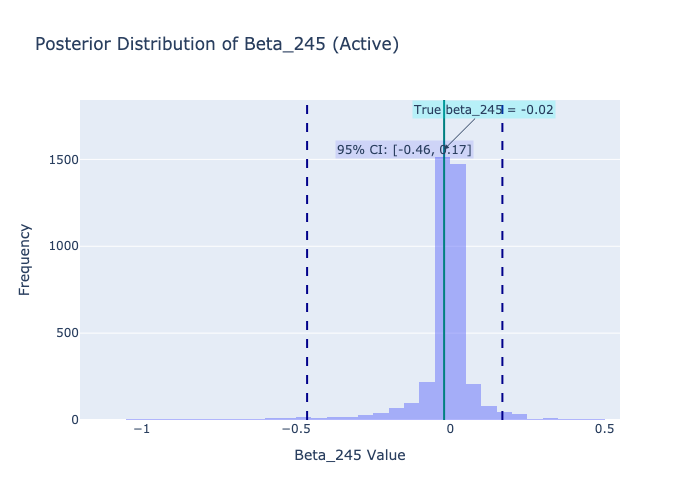 Posterior Distribution of Beta_245 (Active)
True beta_245 = -0.02
95% CI: [-0.46, 0.17]
1500
1000
500
0
Frequency
−1
−0.5
0
0.5
Beta_245 Value